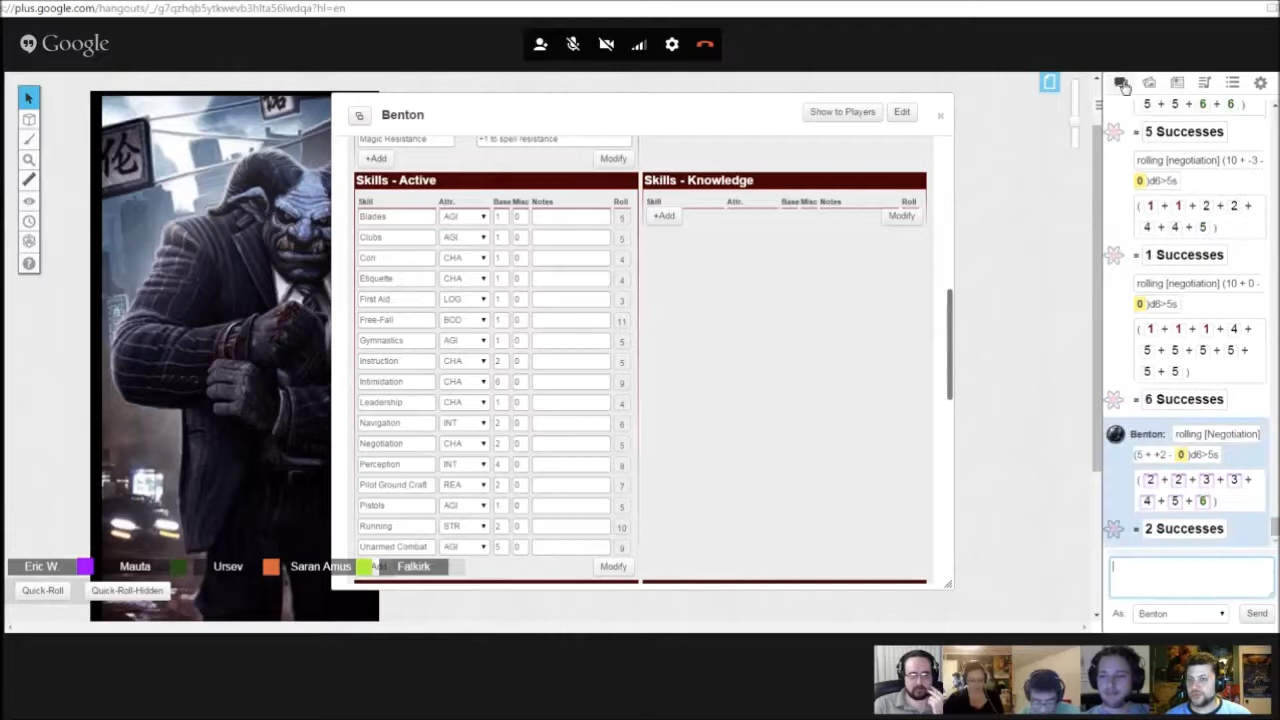 s://plus.google.com/hangouts/_/g7qzhqb5ytkwevb3hlta56lwdqa?hl=en
Google
Benton
Show to Players
Edit
×
Magic Resistance
+1 to spell resistance
+Add
Modify
Skills - Active
Skill Attr. Base Misc Notes Roll
Blades AGI 1 0 5
Clubs AGI 1 0 5
Con CHA 1 0 4
Etiquette CHA 1 0 4
First Aid LOG 1 0 3
Free-Fall BOD 1 0 11
Gymnastics AGI 1 0 5
Instruction CHA 2 0 5
Intimidation CHA 6 0 9
Leadership CHA 1 0 4
Navigation INT 2 0 6
Negotiation CHA 2 0 5
Perception INT 4 0 8
Pilot Ground Craft REA 2 0 7
Pistols AGI 1 0 5
Running STR 2 0 10
Unarmed Combat AGI 5 0 9
Modify
Skills - Knowledge
Skill Attr. Base Misc Notes Roll
+Add
Modify
5 + 5 + 6 + 6 )
= 5 Successes
rolling [negotiation] (10 + -3 -
0 )d6>5s
( 1 + 1 + 2 + 2 +
4 + 4 + 5 )
= 1 Successes
rolling [negotiation] (10 + 0 -
0 )d6>5s
( 1 + 1 + 1 + 4 +
5 + 5 + 5 + 5 +
5 + 5 )
= 6 Successes
Benton: rolling [Negotiation]
(5 + +2 - 0 )d6>5s
( 2 + 2 + 3 + 3 +
4 + 5 + 6 )
= 2 Successes
As: Benton
Send
Eric W.
Mauta
Ursev
Saran Amus
Falkirk
Quick-Roll
Quick-Roll-Hidden
伦